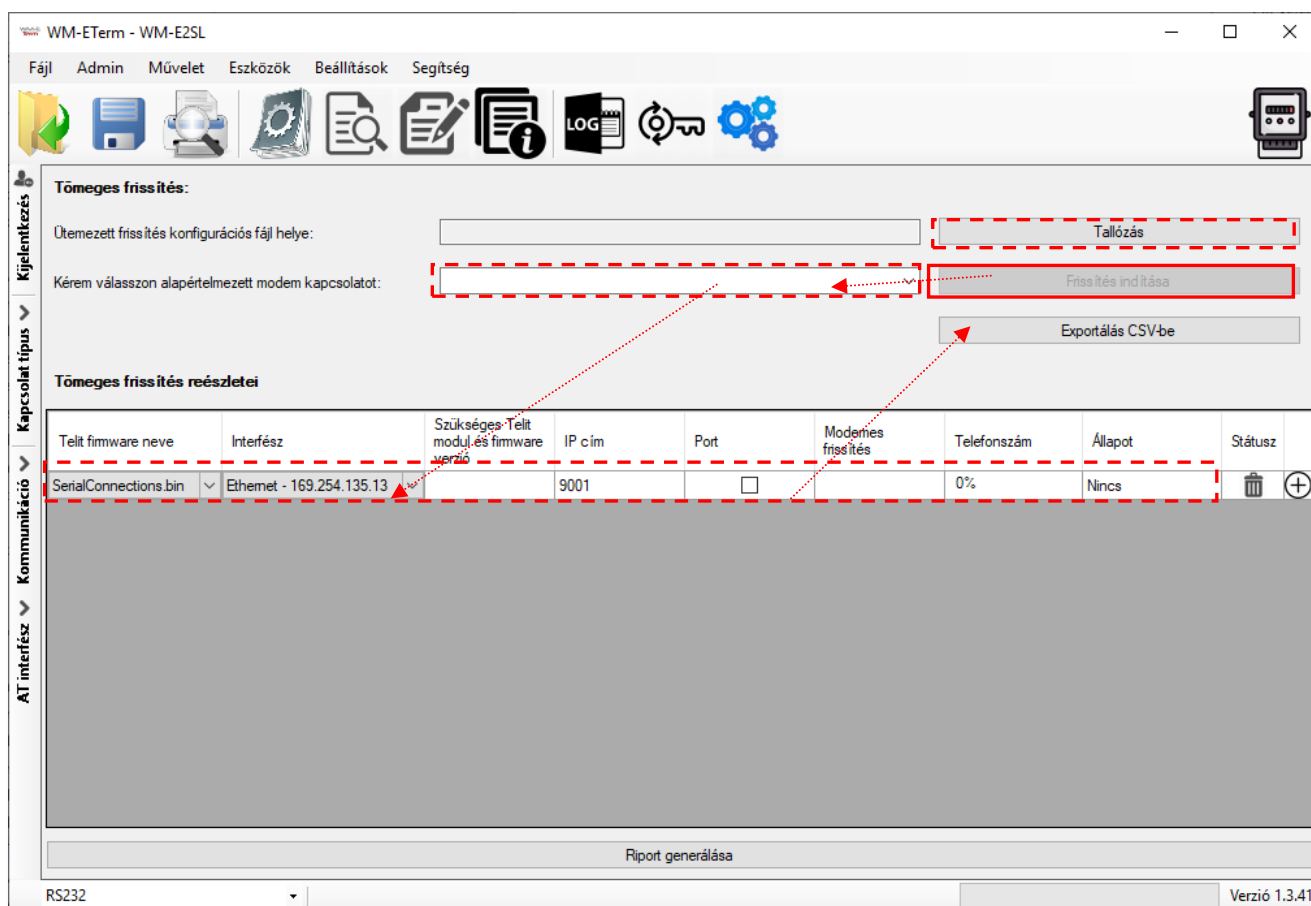 WM-ETerm - WM-E2SL
Fájl Admin Művelet Eszközök Beállítások Segítség
LOG
Kijelentkezés
Kapcsolat típus
Kommunikáció
AT interfész
Tömeges frissítés:
Ütemezett frissítés konfigurációs fájl helye:
Tallózás
Kérem válasszon alapértelmezett modem kapcsolatot:
Frissítés indítása
Exportálás CSV-be
Tömeges frissítés reészletei
Telit firmware neve
Interfész
Szükséges Telit
modul és firmware
verzió
IP cím
Port
Modemes
frissítés
Telefonszám
Állapot
Státusz
SerialConnections.bin Ethernet - 169.254.135.13 9001 0% Nincs
Riport generálása
RS232
Verzió 1.3.41